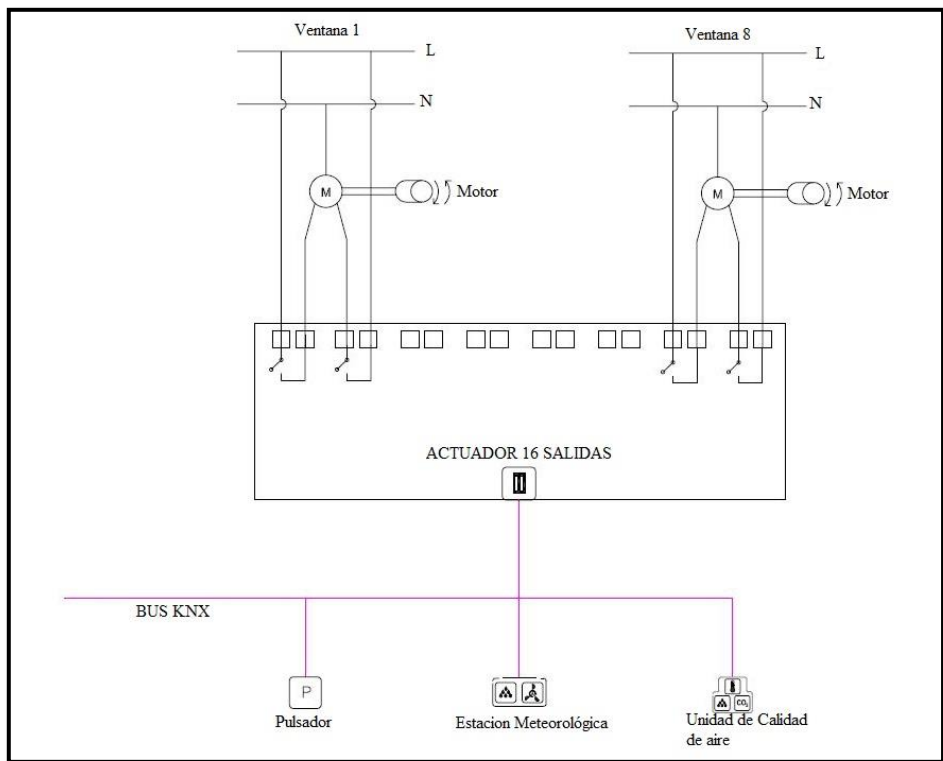 Ventana 1
Ventana 8
L
L
N
N
M
Motor
M
Motor
ACTUADOR 16 SALIDAS
BUS KNX
P
CO2
Pulsador
Estacion Meteorológica
Unidad de Calidad
de aire